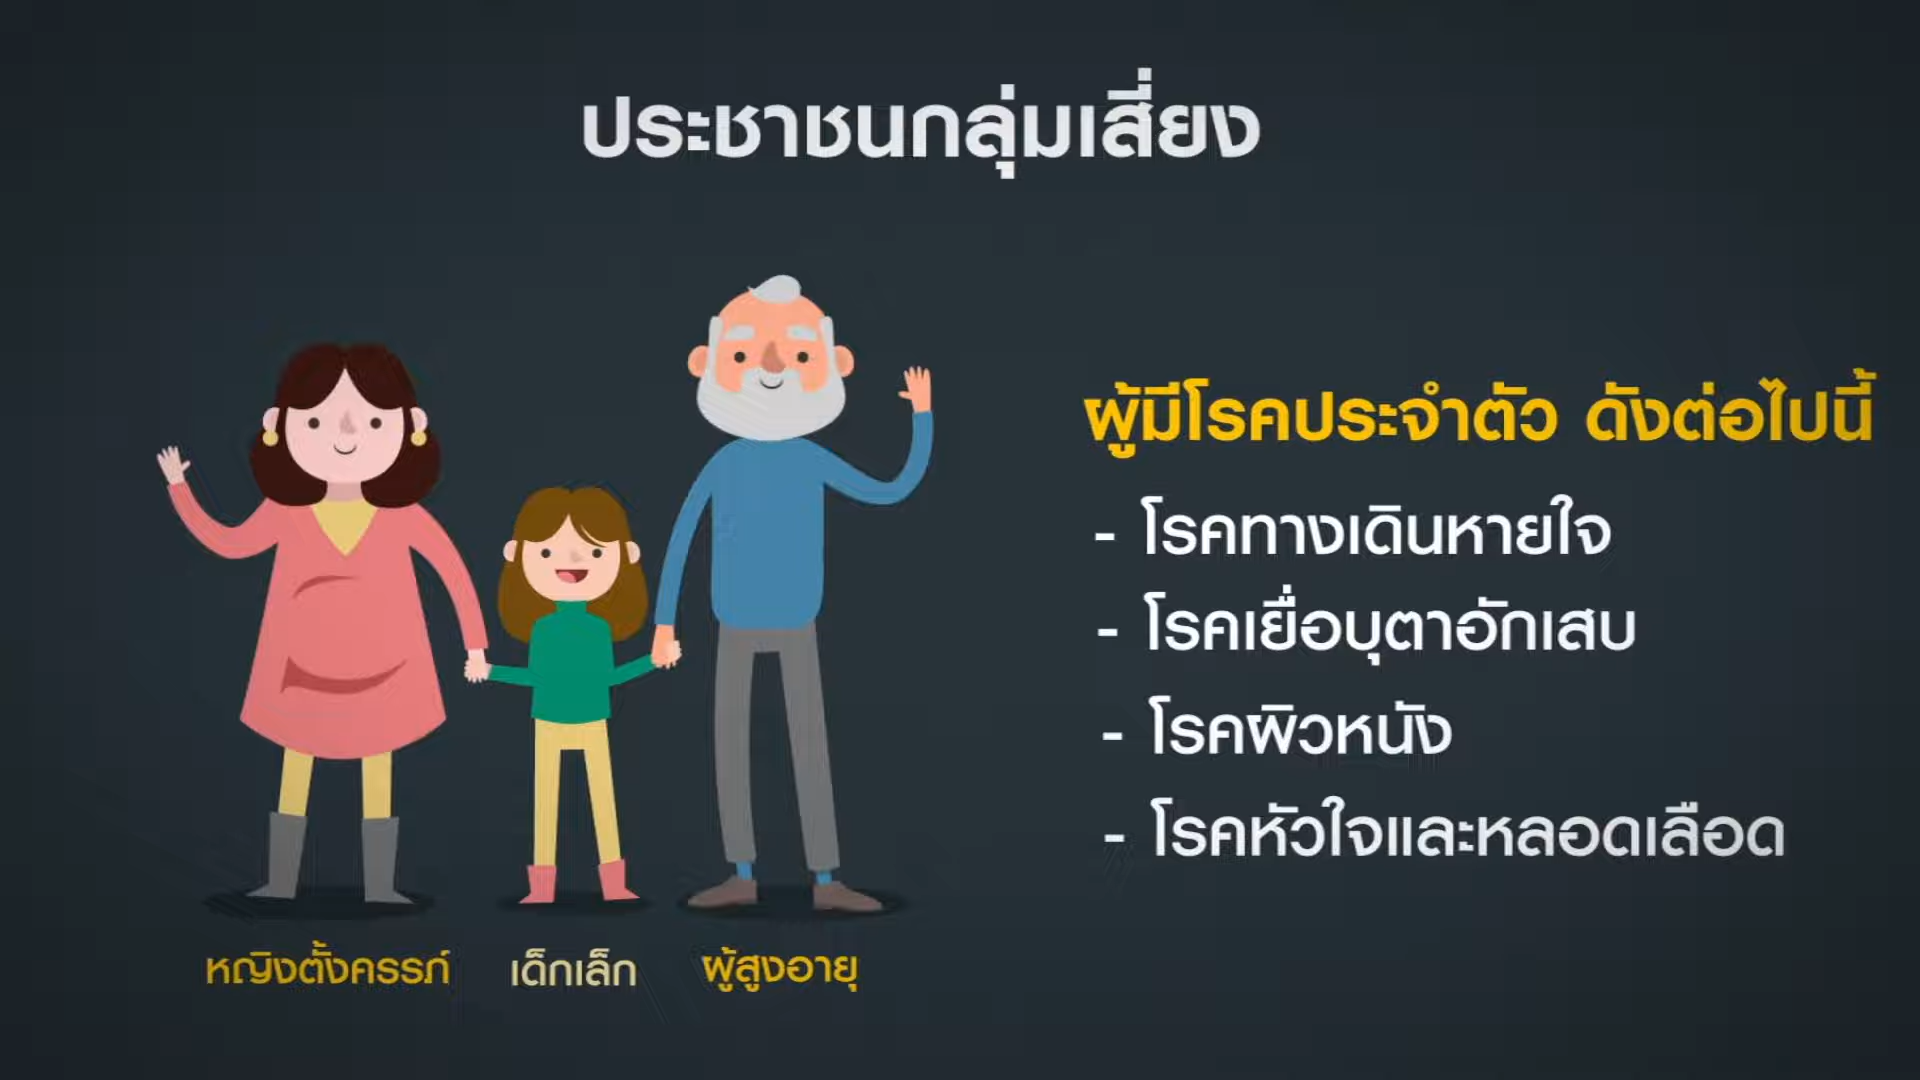 ประชาชนกลุ่มเสี่ยง
ผู้มีโรคประจำตัว ดังต่อไปนี้
- โรคทางเดินหายใจ
- โรคเยื่อบุตาอักเสบ
- โรคผิวหนัง
- โรคหัวใจและหลอดเลือด
หญิงตั้งครรภ์ เด็กเล็ก ผู้สูงอายุ